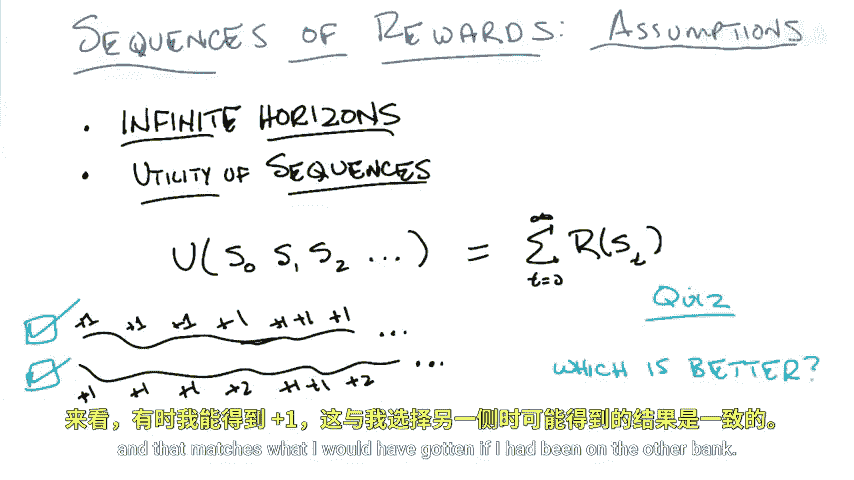 SEQUENCES OF REWARDS: ASSUMPTIONS
• INFINITE HORIZONS
• UTILITY OF SEQUENCES
U(S₀ S₁ S₂ ...) = ∑_{t=0}^{∞} R(S_t)
Quiz
+1 +1 +1 +1 +1 +1 +1 ...
WHICH IS BETTER?
...
+1 +1 +1 +2 +1 +1 +2
来看，有时我能得到 +1，这与我选择另一侧时可能得到的结果是一致的。
and that matches what I would have gotten if I had been on the other bank.